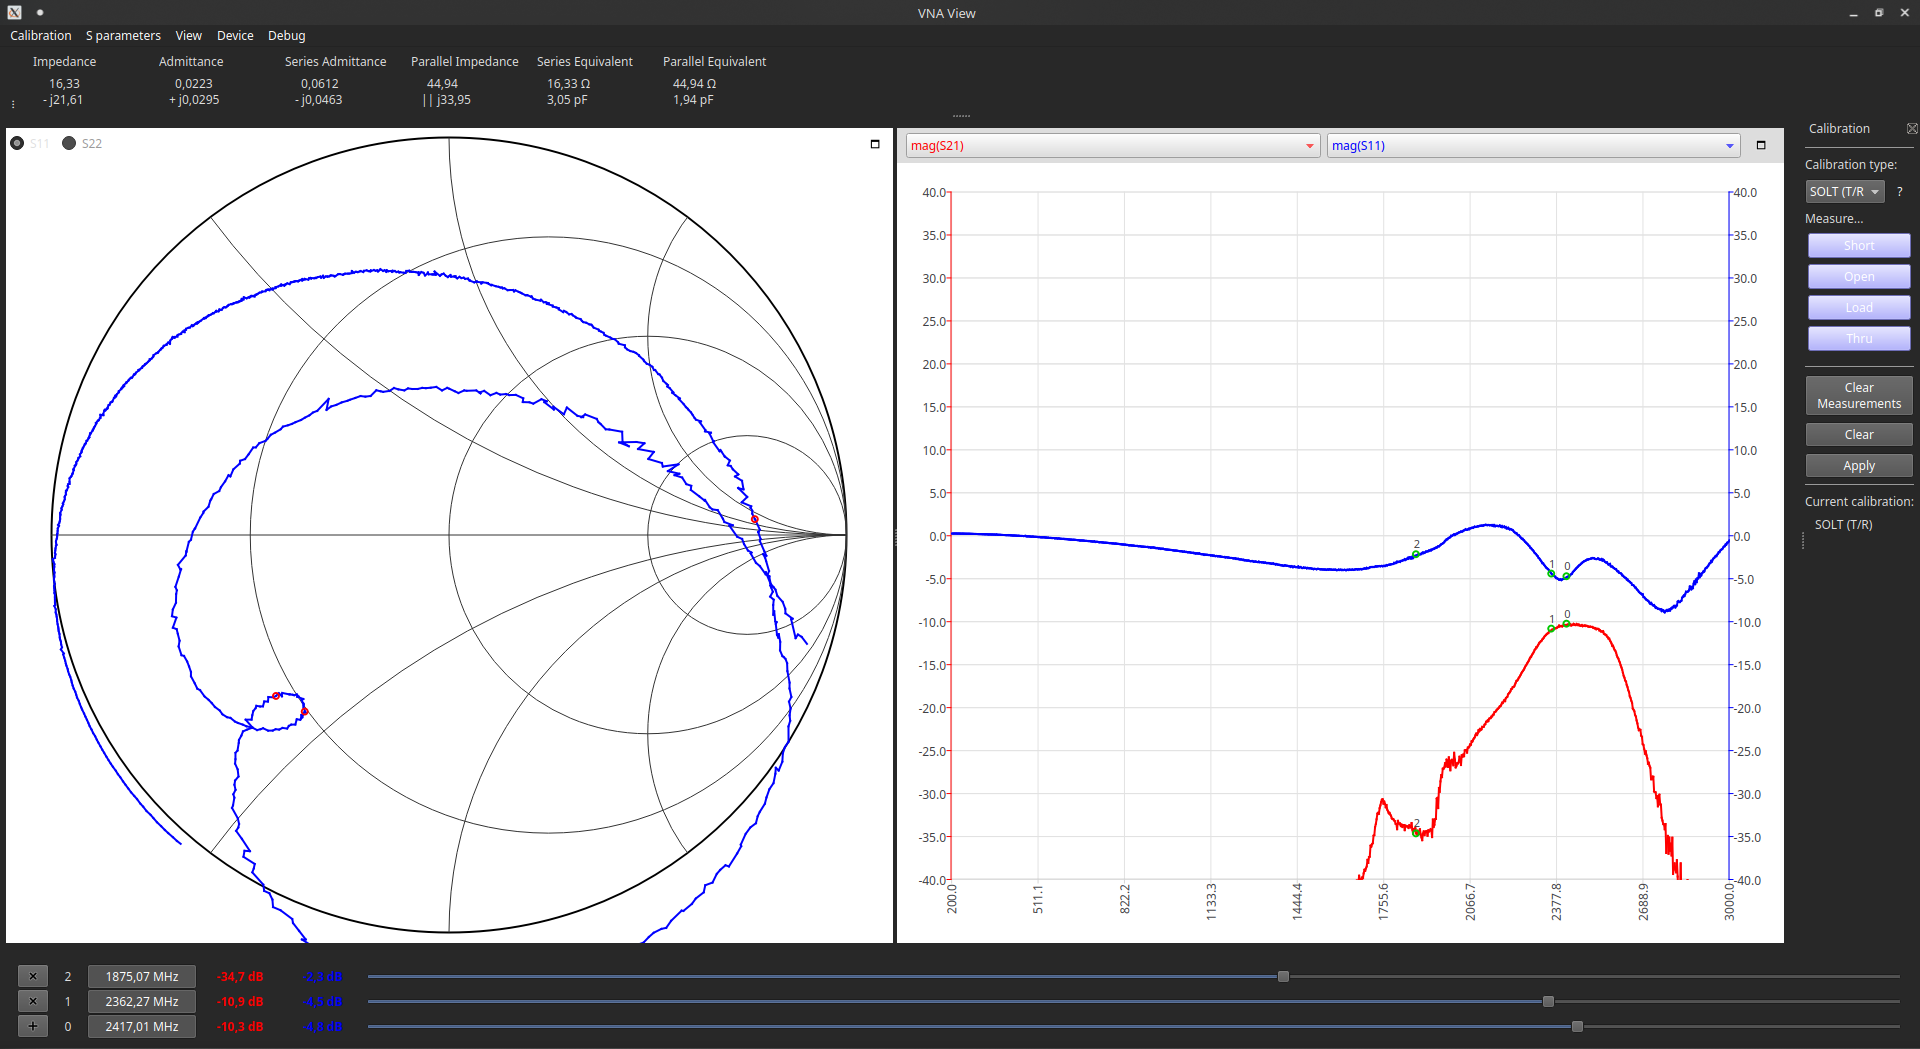 VNA View
Calibration S parameters View Device Debug
Impedance Admittance Series Admittance Parallel Impedance Series Equivalent Parallel Equivalent
16,33 0,0223 0,0612 44,94 16,33 Ω 44,94 Ω
- j21,61 + j0,0295 - j0,0463 || j33,95 3,05 pF 1,94 pF
S11 S22
mag(S21) mag(S11)
40.0 40.0
35.0 35.0
30.0 30.0
25.0 25.0
20.0 20.0
15.0 15.0
10.0 10.0
5.0 5.0
0.0 0.0
-5.0 -5.0
-10.0 -10.0
-15.0 -15.0
-20.0 -20.0
-25.0 -25.0
-30.0 -30.0
-35.0 -35.0
-40.0 -40.0
2 1 0
1 0
2
200.0 511.1 822.2 1133.3 1444.4 1755.6 2066.7 2377.8 2688.9 3000.0
Calibration
Calibration type:
SOLT (T/R ?
Measure...
Short
Open
Load
Thru
Clear
Measurements
Clear
Apply
Current calibration:
SOLT (T/R)
× 2 1875,07 MHz -34,7 dB -2,3 dB
× 1 2362,27 MHz -10,9 dB -4,5 dB
+ 0 2417,01 MHz -10,3 dB -4,8 dB